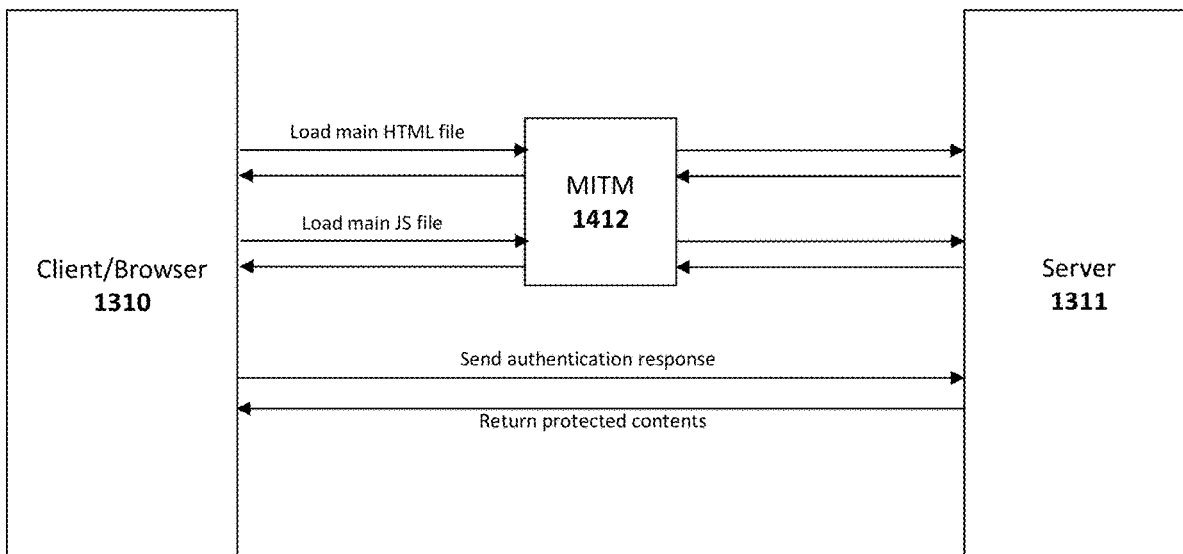 Load main HTML file
MITM
1412
Load main JS file
Client/Browser
1310
Server
1311
Send authentication response
Return protected contents